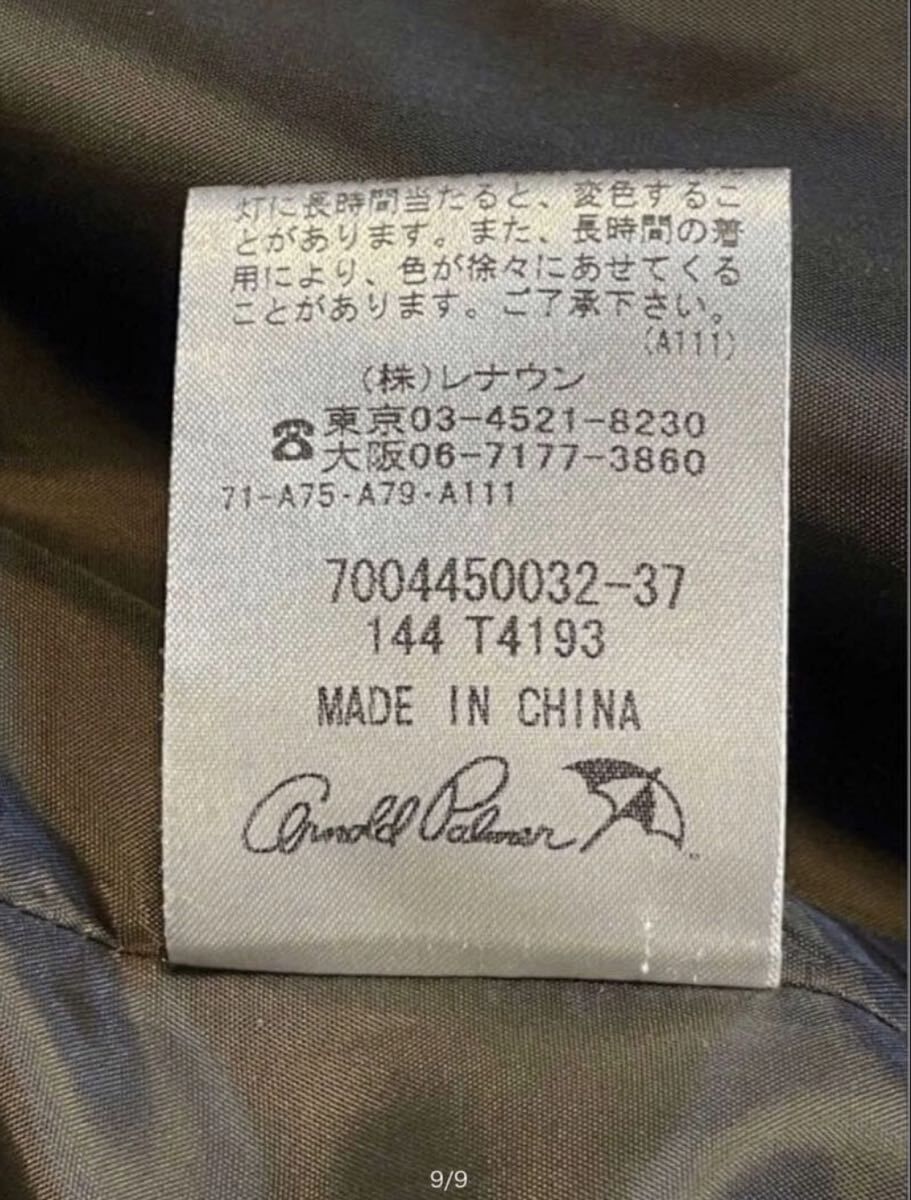 灯に長時間当たると、変色するこ
とがあります。また、長時間の着
用により、色が徐々にあせてくる
ことがあります。ご了承下さい。
(A111)
(株)レナウン
☎東京03-4521-8230
大阪06-7177-3860
71-A75・A79・A111
7004450032-37
144 T4193
MADE IN CHINA
Arnold Palmer
9/9